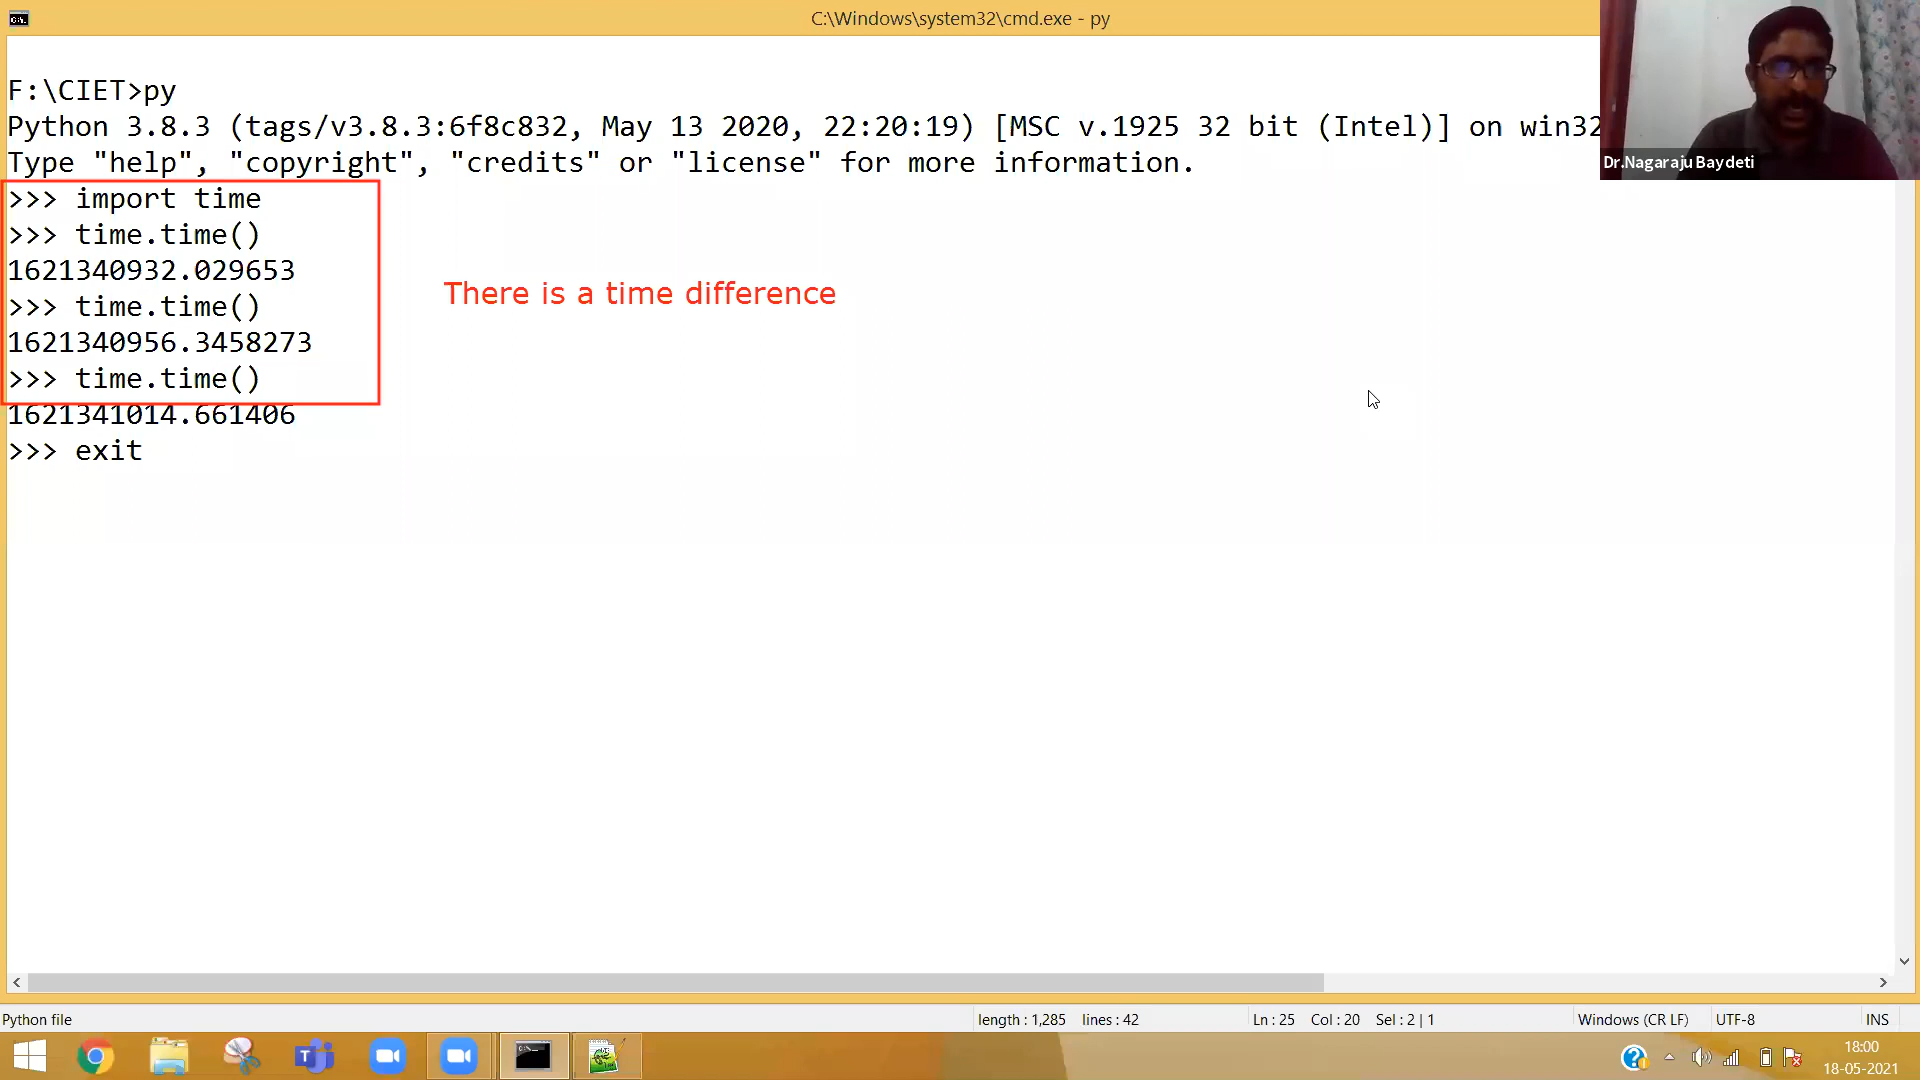 C:\Windows\system32\cmd.exe - py
F:\CIET>py
Python 3.8.3 (tags/v3.8.3:6f8c832, May 13 2020, 22:20:19) [MSC v.1925 32 bit (Intel)] on win32
Type "help", "copyright", "credits" or "license" for more information.
Dr.Nagaraju Baydeti
>>> import time
>>> time.time()
1621340932.029653
>>> time.time()
There is a time difference
1621340956.3458273
>>> time.time()
1621341014.661406
>>> exit
Python file length : 1,285 lines : 42 Ln : 25 Col : 20 Sel : 2 | 1 Windows (CR LF) UTF-8 INS
18:00
18-05-2021